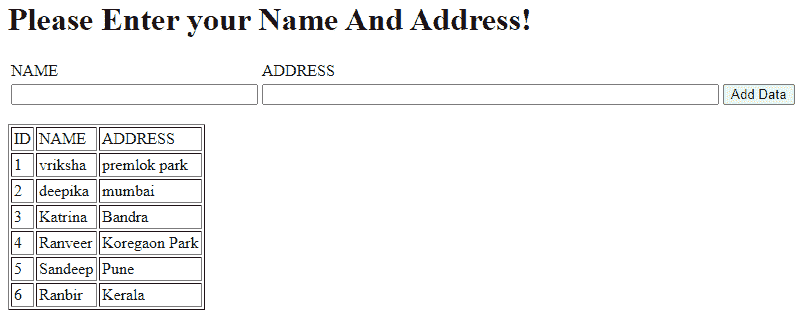 Please Enter your Name And Address!
NAME ADDRESS
Add Data
ID NAME ADDRESS
1 vriksha premlok park
2 deepika mumbai
3 Katrina Bandra
4 Ranveer Koregaon Park
5 Sandeep Pune
6 Ranbir Kerala